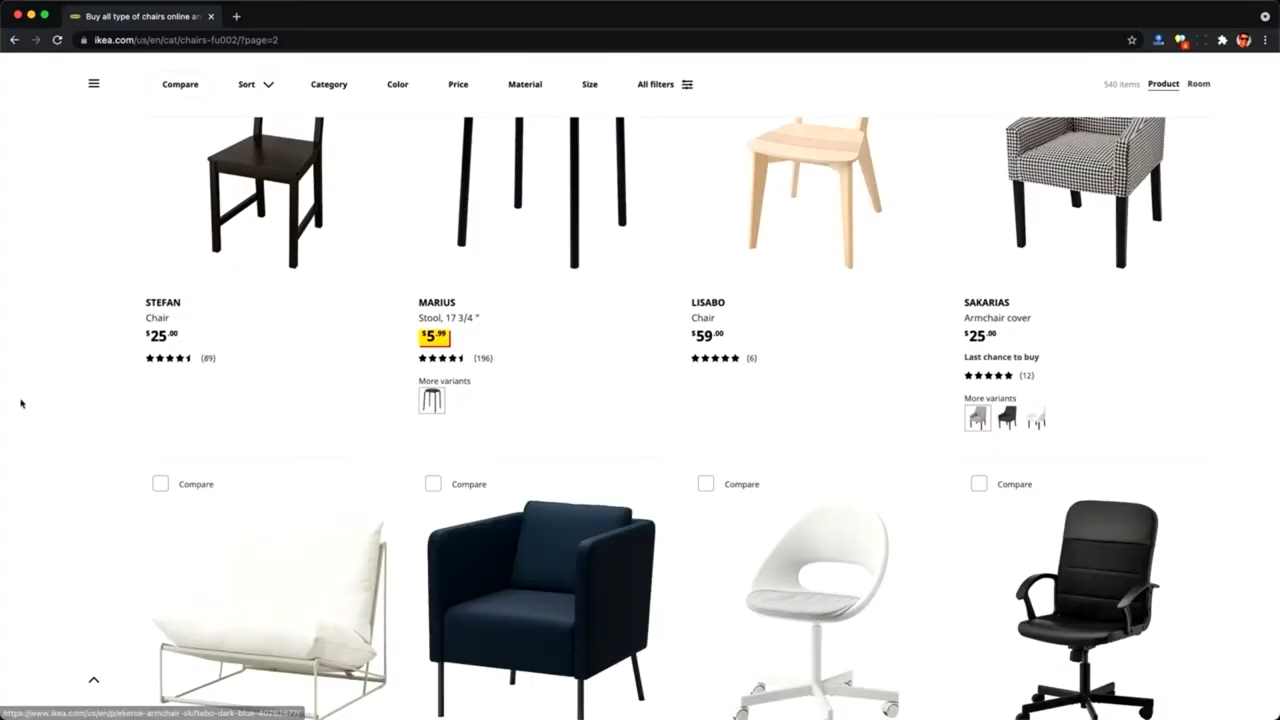 Buy all type of chairs online an
ikea.com/us/en/cat/chairs-fu002/?page=2
Compare Sort Category Color Price Material Size All filters 540 items Product Room
STEFAN
Chair
$25.00
(89)
MARIUS
Stool, 17 3/4 "
$5.99
(196)
More variants
LISABO
Chair
$59.00
(6)
SAKARIAS
Armchair cover
$25.00
Last chance to buy
(12)
More variants
Compare Compare Compare Compare